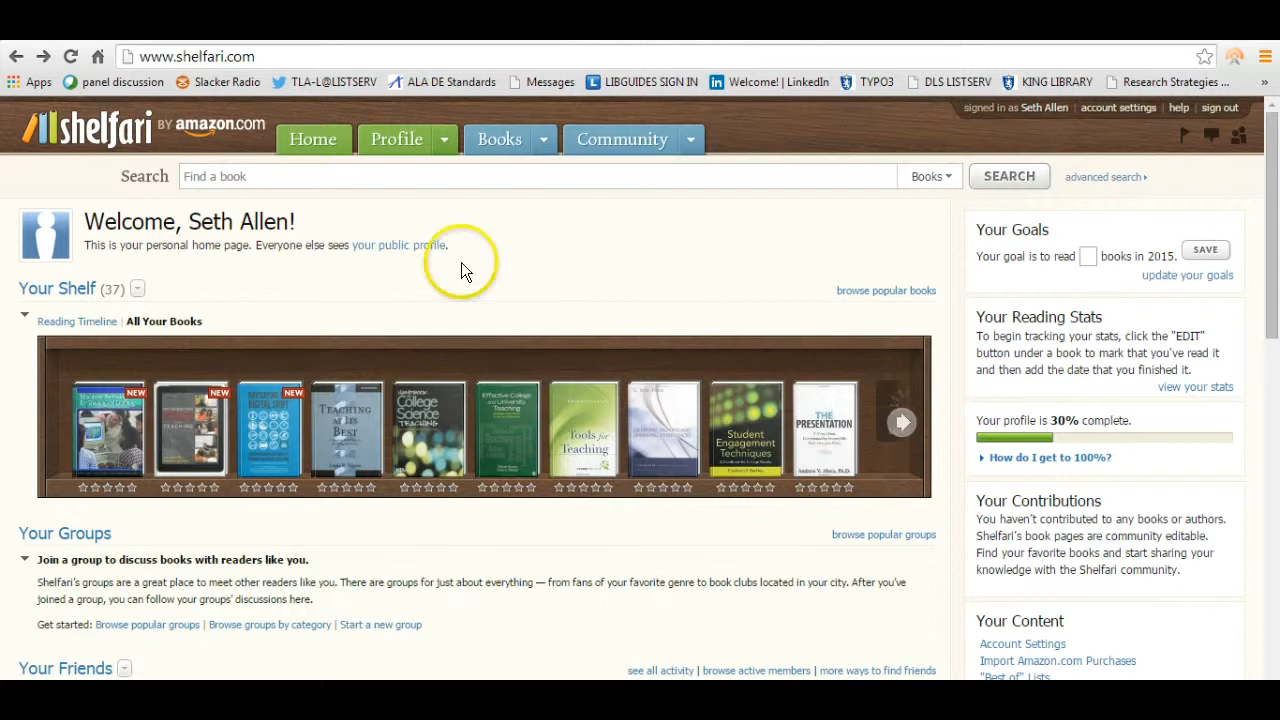 www.shelfari.com
Apps panel discussion Slacker Radio TLA-L@LISTSERV ALA DE Standards Messages LIBGUIDES SIGN IN Welcome! | LinkedIn TYPO3 DLS LISTSERV KING LIBRARY Research Strategies ...
signed in as Seth Allen | account settings | help | sign out
shelfari BY amazon.com
Home Profile Books Community
Search Find a book Books SEARCH advanced search
Welcome, Seth Allen!
This is your personal home page. Everyone else sees your public profile.
Your Shelf (37)
browse popular books
Reading Timeline | All Your Books
NEW
NEW
NEW
TEACHING
TEACHING AT ITS BEST
College Science TEACHING
Effective College and University Teaching
Tools for Teaching
Student Engagement Techniques
THE PRESENTATION
Your Groups
browse popular groups
Join a group to discuss books with readers like you.
Shelfari's groups are a great place to meet other readers like you. There are groups for just about everything — from fans of your favorite genre to book clubs located in your city. After you've
joined a group, you can follow your groups' discussions here.
Get started: Browse popular groups | Browse groups by category | Start a new group
Your Friends
see all activity | browse active members | more ways to find friends
Your Goals
Your goal is to read books in 2015. SAVE
update your goals
Your Reading Stats
To begin tracking your stats, click the "EDIT"
button under a book to mark that you've read it
and then add the date that you finished it.
view your stats
Your profile is 30% complete.
How do I get to 100%?
Your Contributions
You haven't contributed to any books or authors.
Shelfari's book pages are community editable.
Find your favorite books and start sharing your
knowledge with the Shelfari community.
Your Content
Account Settings
Import Amazon.com Purchases
"Best of" Lists